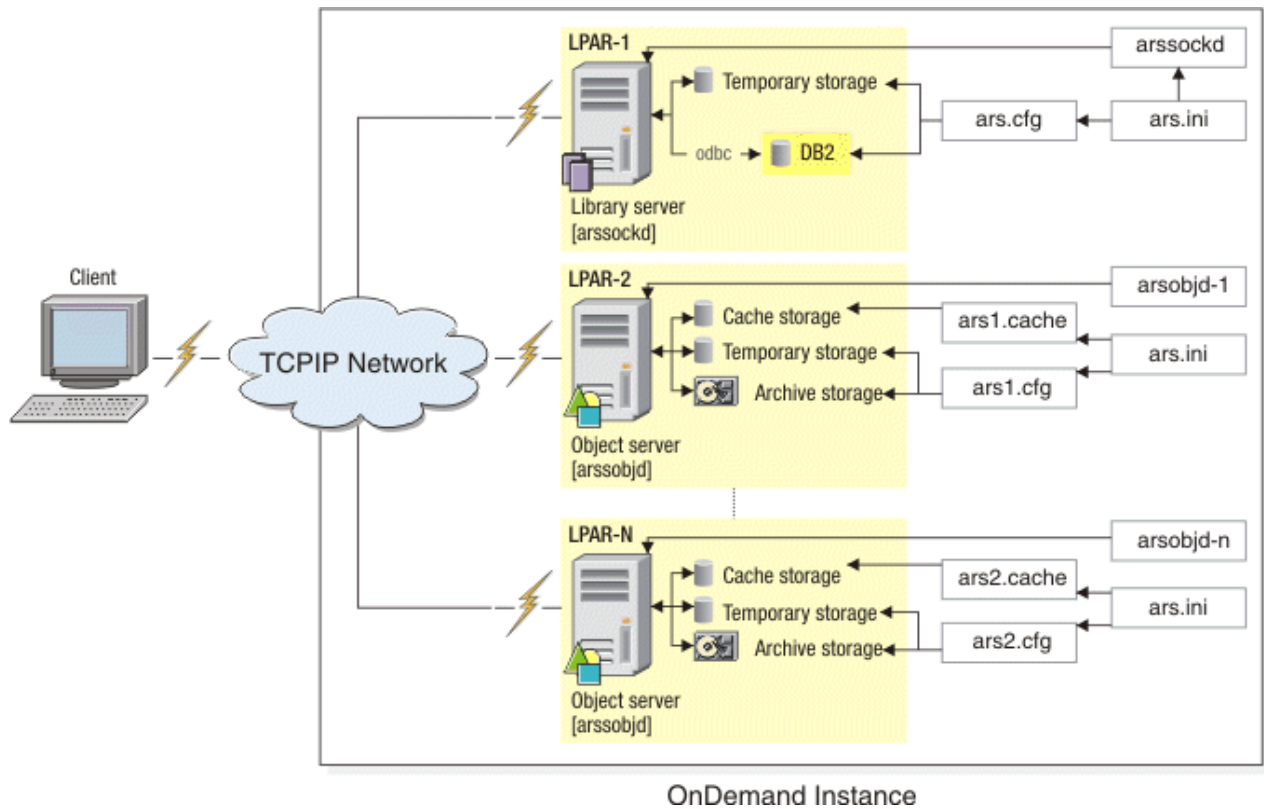 LPAR-1
arssockd
Temporary storage
ars.cfg
ars.ini
odbc
DB2
Library server
[arssockd]
Client
TCPIP Network
LPAR-2
arsobjd-1
Cache storage
ars1.cache
Temporary storage
ars.ini
Archive storage
ars1.cfg
Object server
[arssobjd]
LPAR-N
arsobjd-n
Cache storage
ars2.cache
Temporary storage
ars.ini
Archive storage
ars2.cfg
Object server
[arssobjd]
OnDemand Instance